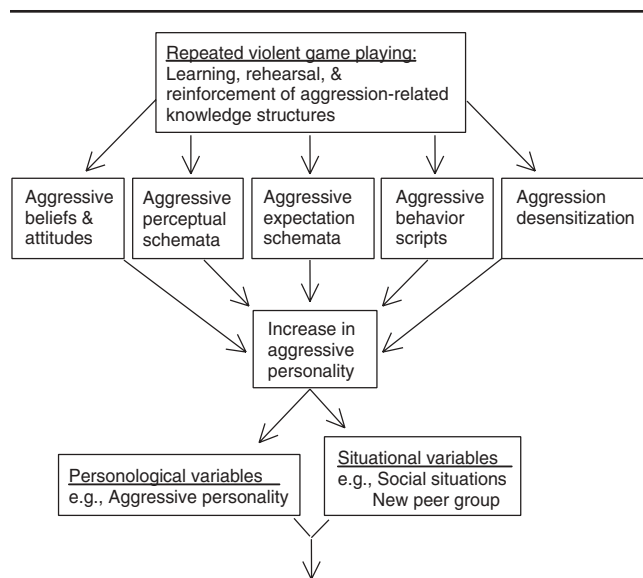 Repeated violent game playing:
Learning, rehearsal, &
reinforcement of aggression-related
knowledge structures
Aggressive
beliefs &
attitudes
Aggressive
perceptual
schemata
Aggressive
expectation
schemata
Aggressive
behavior
scripts
Aggression
desensitization
Increase in
aggressive
personality
Personological variables
e.g., Aggressive personality
Situational variables
e.g., Social situations
New peer group